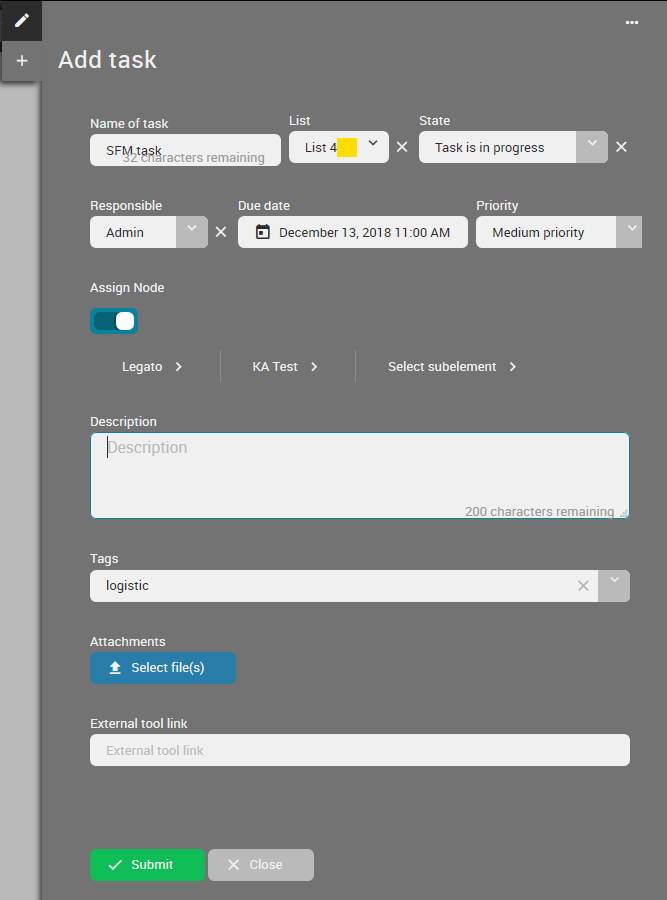 Add task
Name of task
List
State
SFM task
32 characters remaining
List 4
Task is in progress
Responsible
Due date
Priority
Admin
December 13, 2018 11:00 AM
Medium priority
Assign Node
Legato
KA Test
Select subelement
Description
Description
200 characters remaining
Tags
logistic
Attachments
Select file(s)
External tool link
External tool link
Submit
Close